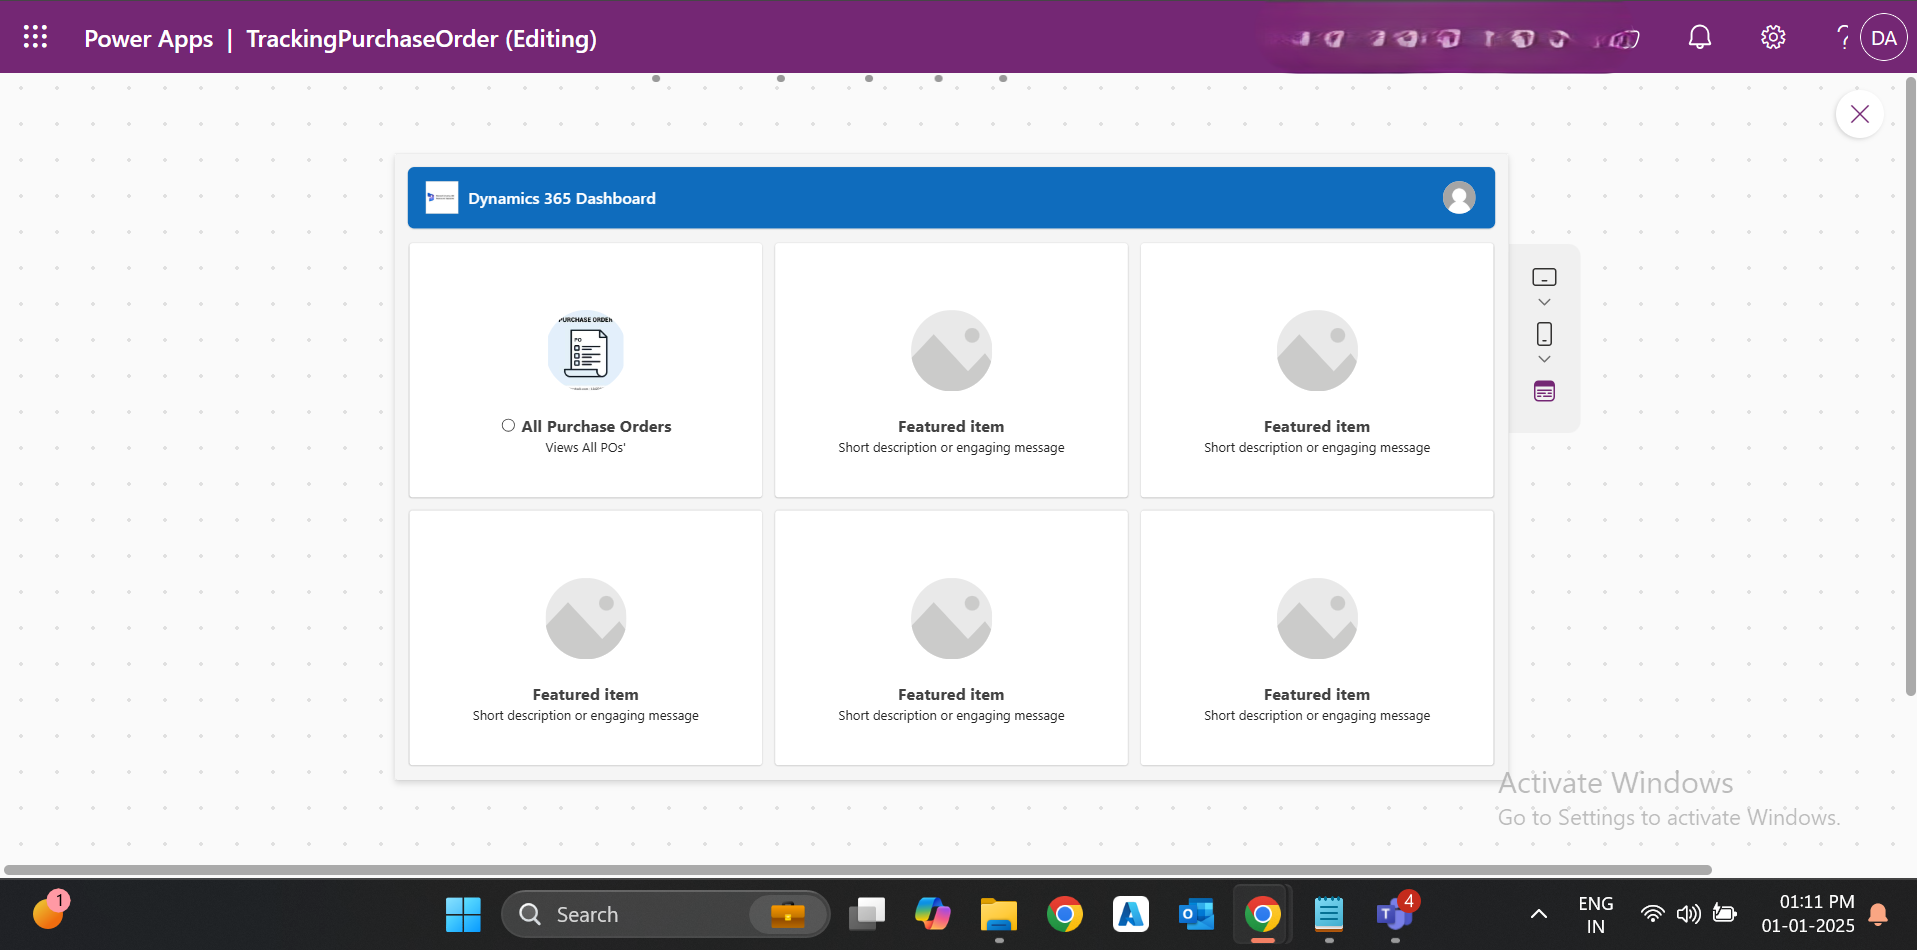 Power Apps | TrackingPurchaseOrder (Editing)
DA
Dynamics 365 Dashboard
PURCHASE ORDER
PO
All Purchase Orders
Views All POs'
Featured item
Short description or engaging message
Featured item
Short description or engaging message
Featured item
Short description or engaging message
Featured item
Short description or engaging message
Featured item
Short description or engaging message
Activate Windows
Go to Settings to activate Windows.
1
Search
4
ENG
IN
01:11 PM
01-01-2025